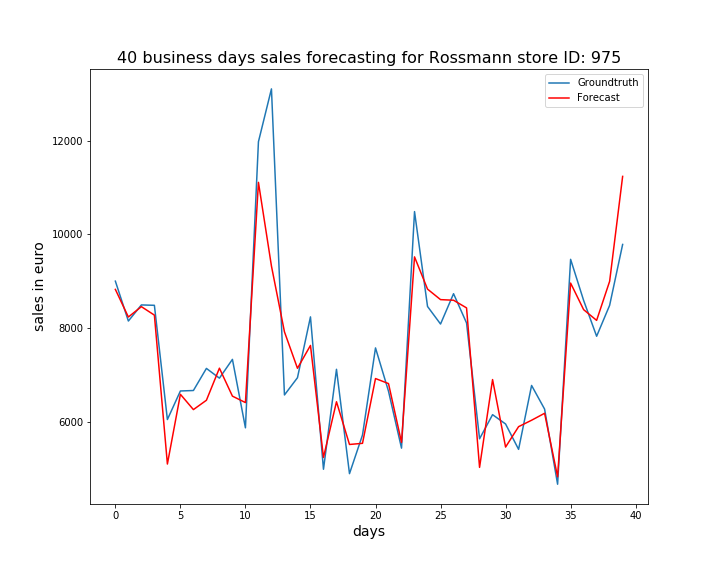 40 business days sales forecasting for Rossmann store ID: 975
Groundtruth
Forecast
12000
10000
8000
6000
sales in euro
0 5 10 15 20 25 30 35 40
days